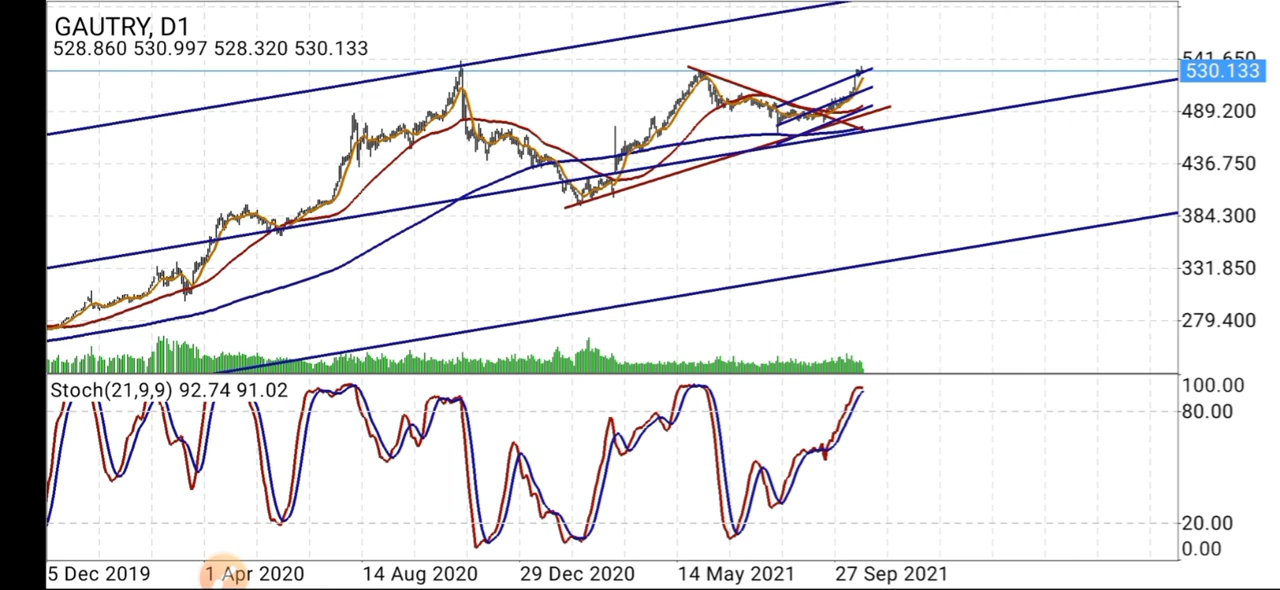 GAUTRY, D1
528.860 530.997 528.320 530.133
541.650
530.133
489.200
436.750
384.300
331.850
279.400
Stoch(21,9,9) 92.74 91.02
100.00
80.00
20.00
0.00
5 Dec 2019 1 Apr 2020 14 Aug 2020 29 Dec 2020 14 May 2021 27 Sep 2021